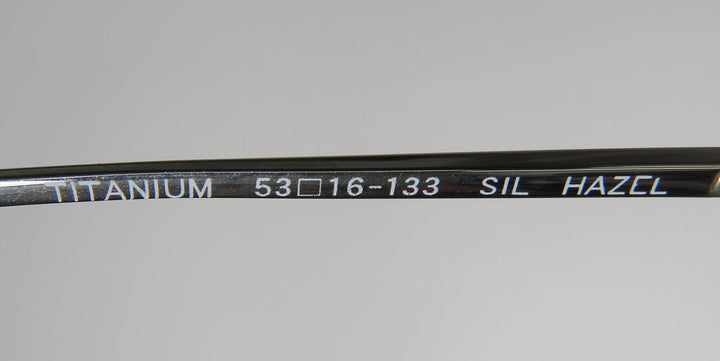 TITANIUM 53□16-133 SIL HAZEL